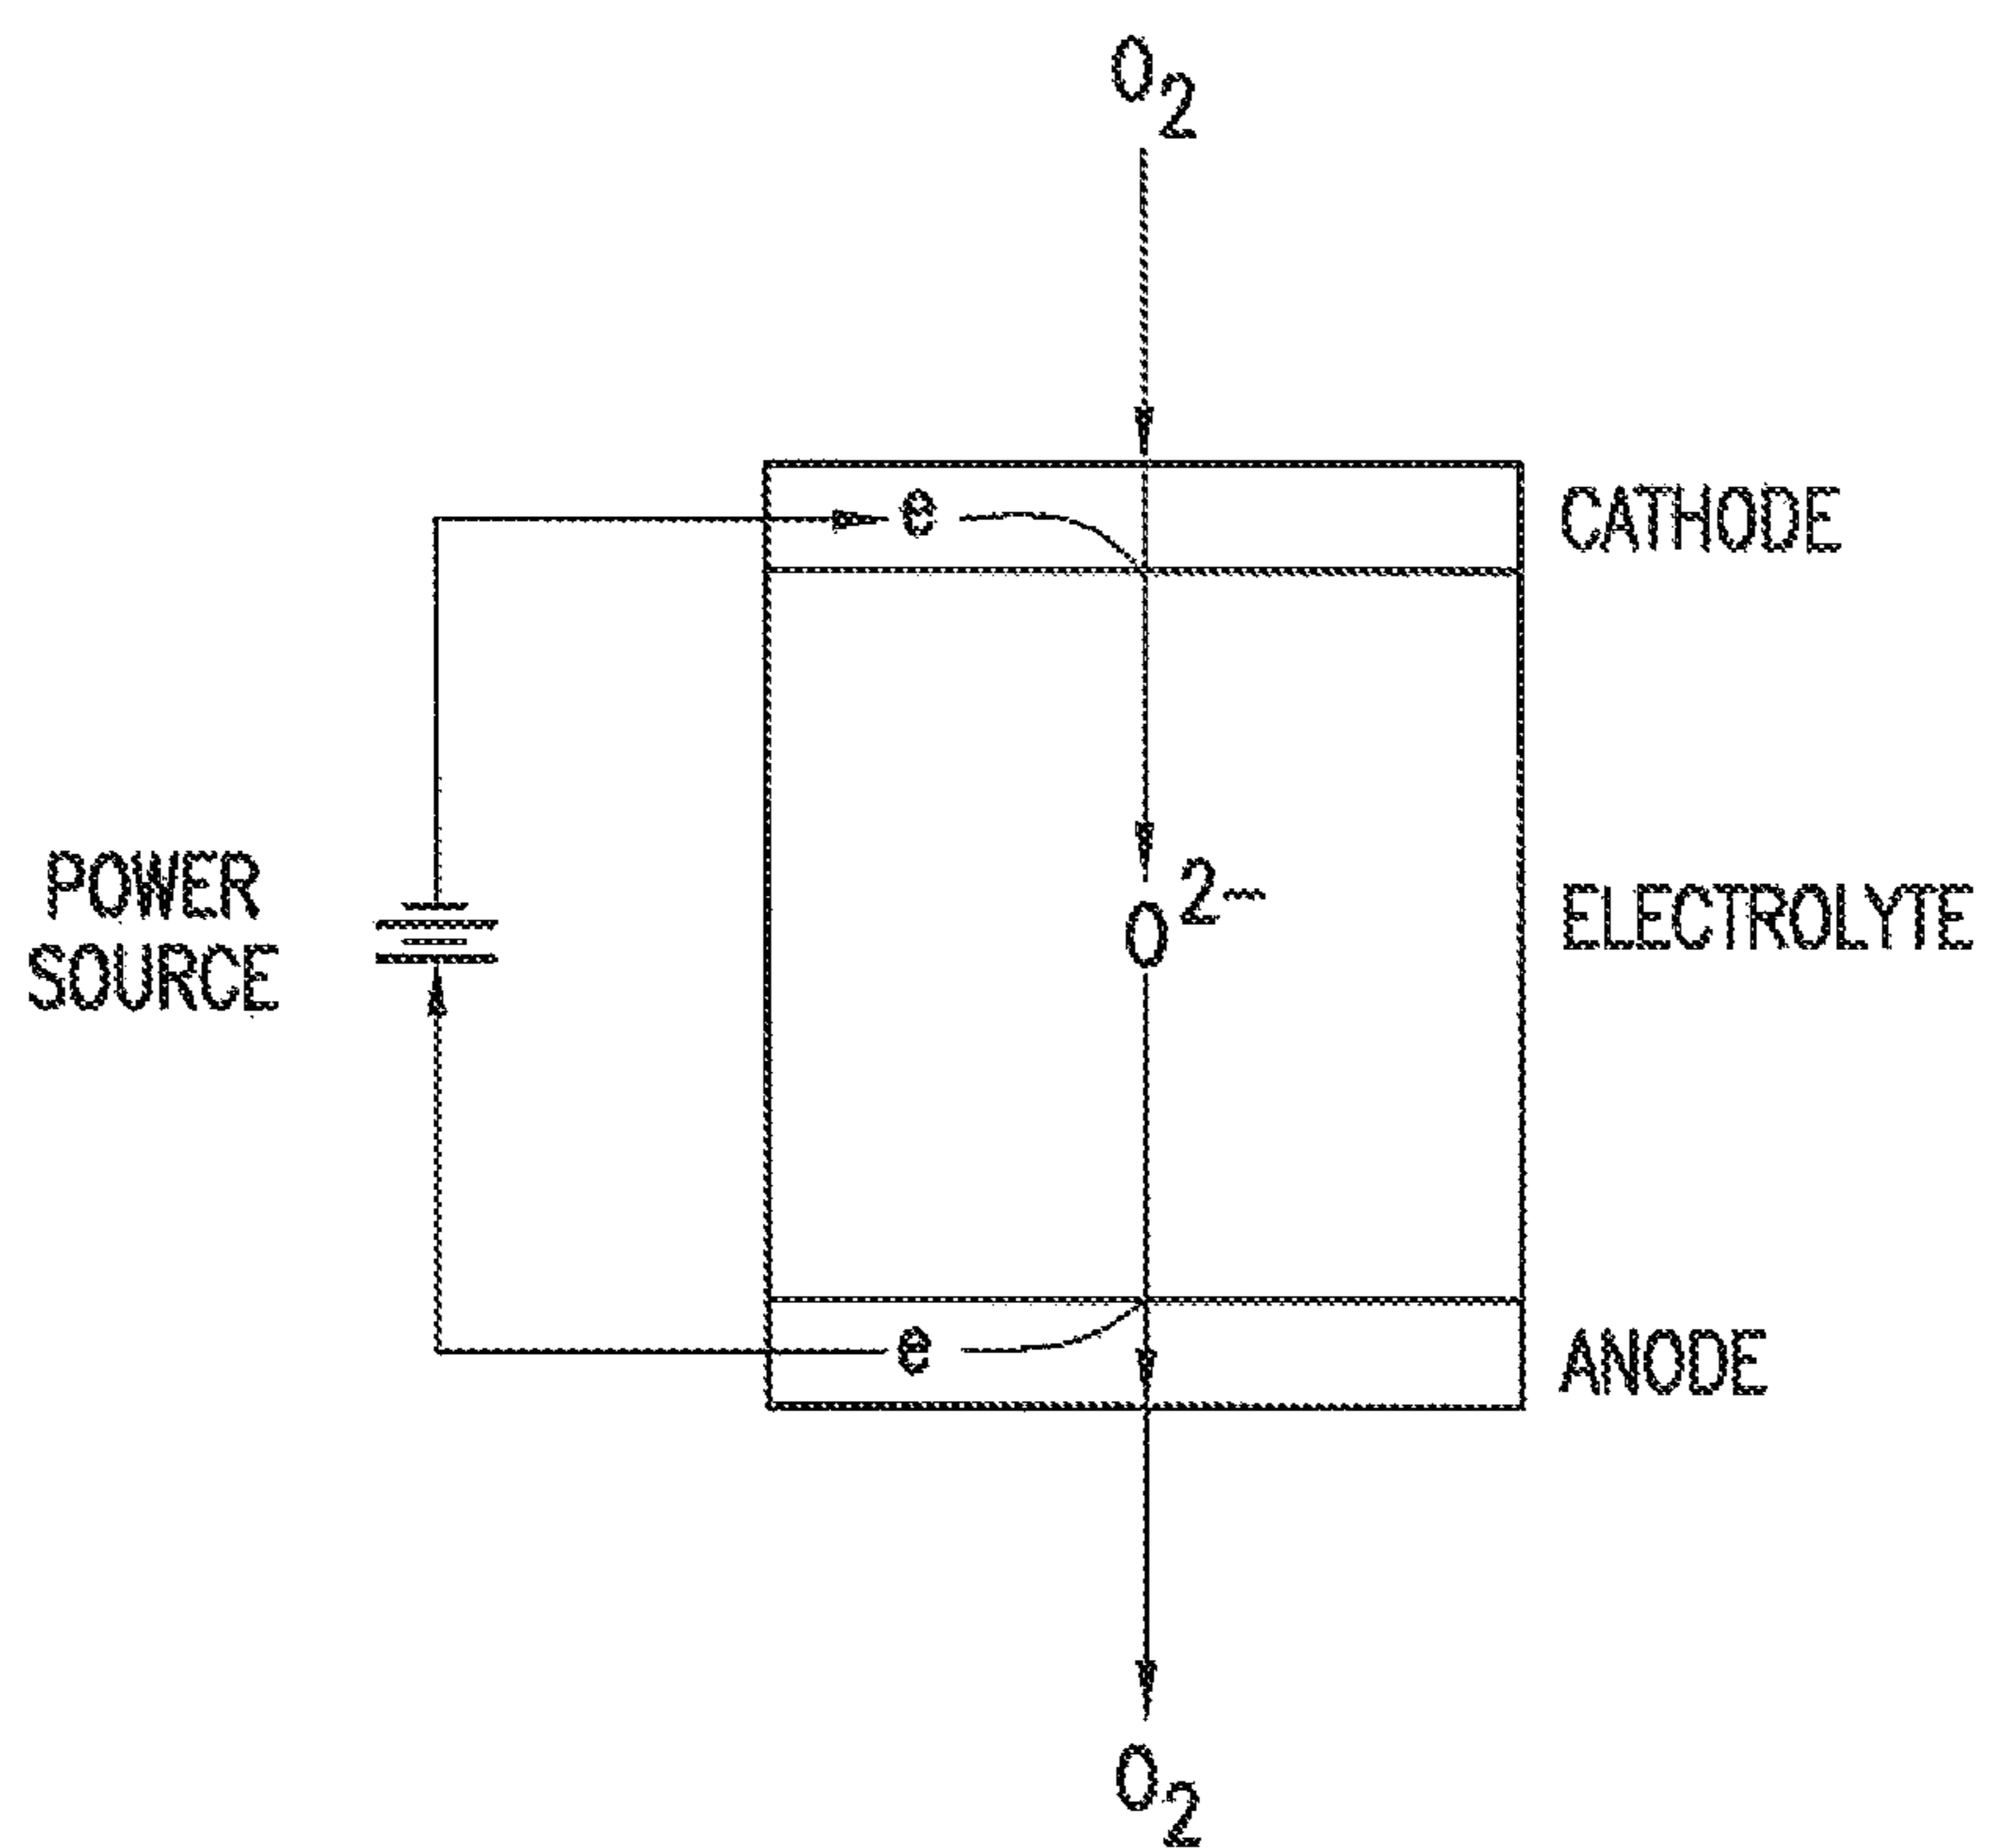 O2
e
CATHODE
POWER
SOURCE
O2-
ELECTROLYTE
e
ANODE
O2